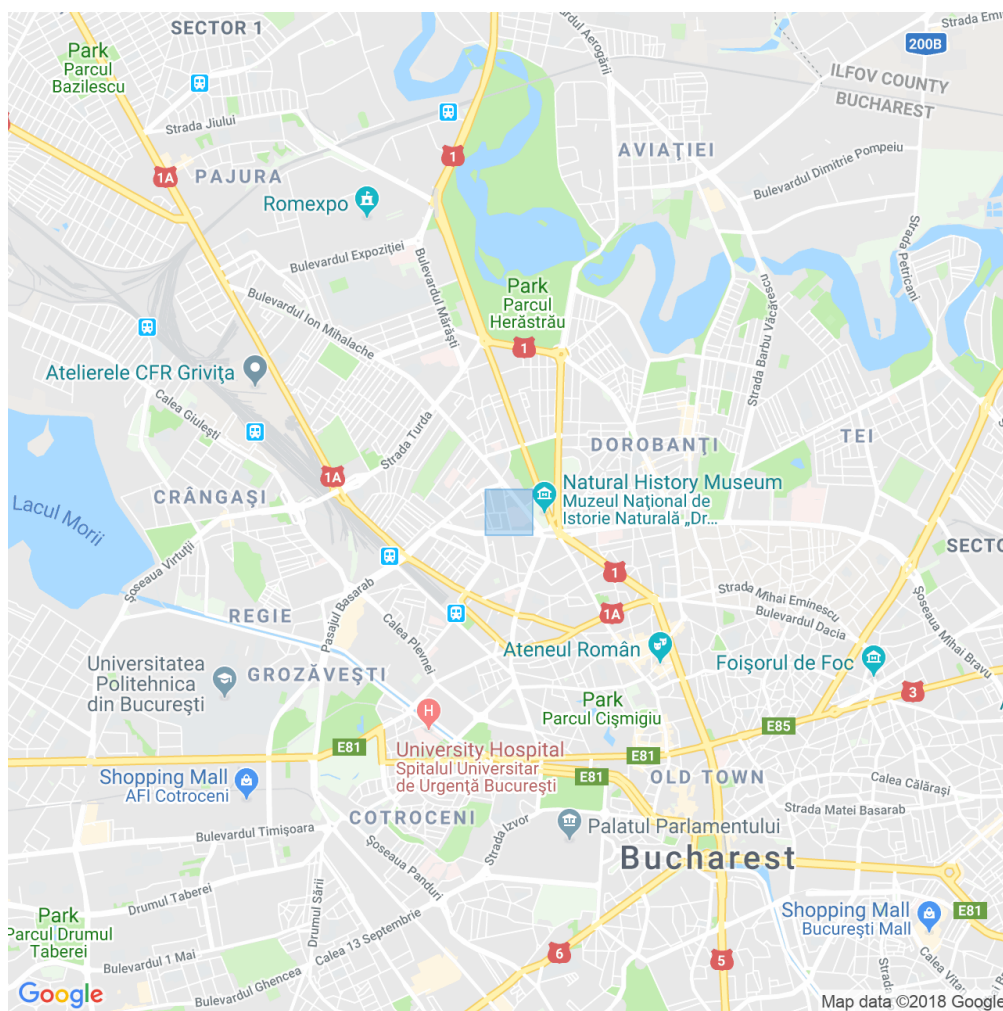 SECTOR 1
Strada Emi
200B
Park
Parcul
Bazilescu
Bulevardul Aerogării
ILFOV COUNTY
BUCHAREST
Strada Jiului
1
AVIAŢIEI
Bulevardul Dimitrie Pompeiu
1A
PAJURA
Romexpo
Strada Petricani
Bulevardul Expoziţiei
Bulevardul Mărăşti
Park
Parcul
Herăstrău
Strada Barbu Văcărescu
Bulevardul Ion Mihalache
1
Atelierele CFR Griviţa
Calea Giuleşti
Strada Turda
DOROBANŢI
TEI
1A
CRÂNGAŞI
Natural History Museum
Muzeul Naţional de
Istorie Naturală „Dr...
Lacul Morii
SECTO
Şoseaua Virtuţii
1
Strada Mihai Eminescu
Bulevardul Dacia
Şoseaua Mihai Bravu
Pasajul Basarab
REGIE
1A
Calea Plevnei
Ateneul Român
Foişorul de Foc
Universitatea
Politehnica
din Bucureşti
GROZĂVEŞTI
3
Park
Parcul Cişmigiu
H
E85
E81
University Hospital
Spitalul Universitar
de Urgenţă Bucureşti
E81
E81
OLD TOWN
Shopping Mall
AFI Cotroceni
Calea Călăraşi
Strada Matei Basarab
COTROCENI
Bulevardul Timişoara
Strada Izvor
Palatul Parlamentului
Bucharest
Şoseaua Panduri
Drumul Taberei
Drumul Sării
Park
Parcul Drumul
Taberei
Shopping Mall
Bucureşti Mall
E81
Calea 13 Septembrie
6
5
Bulevardul 1 Mai
Bulevardul Ghencea
Calea Vita
Google
Map data ©2018 Google